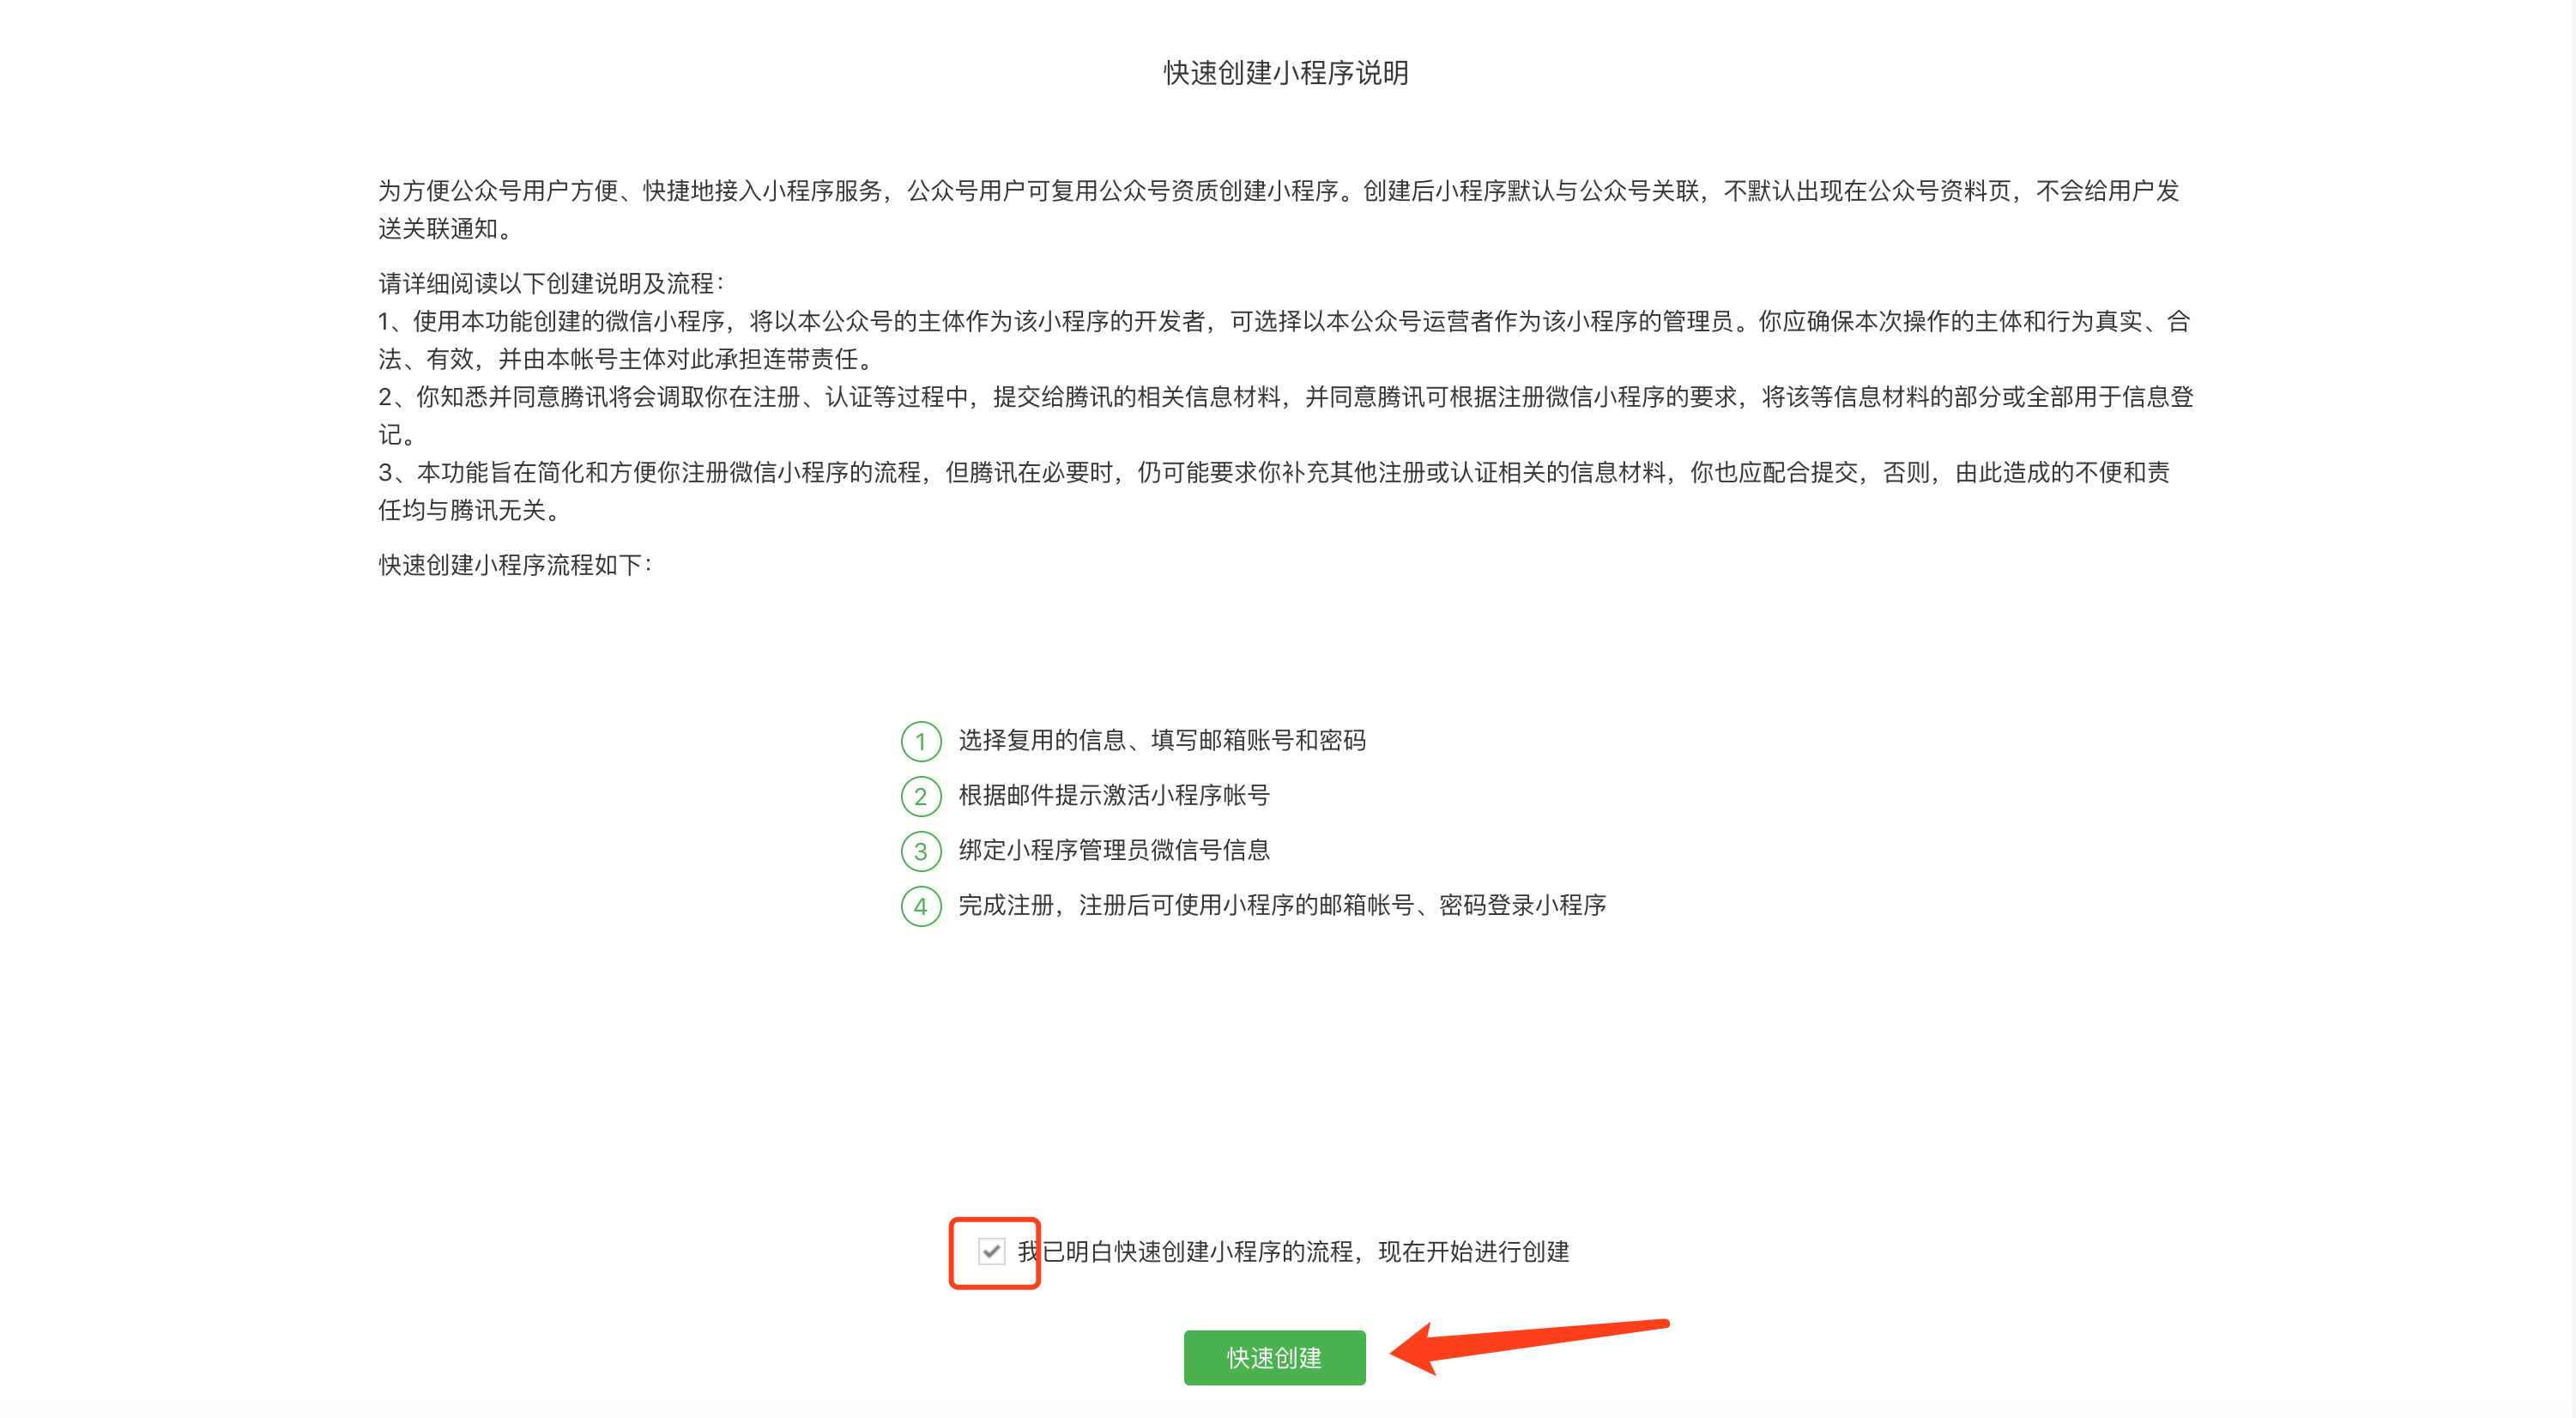 快速创建小程序说明
为方便公众号用户方便、快捷地接入小程序服务，公众号用户可复用公众号资质创建小程序。创建后小程序默认与公众号关联，不默认出现在公众号资料页，不会给用户发
送关联通知。
请详细阅读以下创建说明及流程：
1、使用本功能创建的微信小程序，将以本公众号的主体作为该小程序的开发者，可选择以本公众号运营者作为该小程序的管理员。你应确保本次操作的主体和行为真实、合
法、有效，并由本帐号主体对此承担连带责任。
2、你知悉并同意腾讯将会调取你在注册、认证等过程中，提交给腾讯的相关信息材料，并同意腾讯可根据注册微信小程序的要求，将该等信息材料的部分或全部用于信息登
记。
3、本功能旨在简化和方便你注册微信小程序的流程，但腾讯在必要时，仍可能要求你补充其他注册或认证相关的信息材料，你也应配合提交，否则，由此造成的不便和责
任均与腾讯无关。
快速创建小程序流程如下：
1 选择复用的信息、填写邮箱账号和密码
2 根据邮件提示激活小程序帐号
3 绑定小程序管理员微信号信息
4 完成注册，注册后可使用小程序的邮箱帐号、密码登录小程序
我已明白快速创建小程序的流程，现在开始进行创建
快速创建